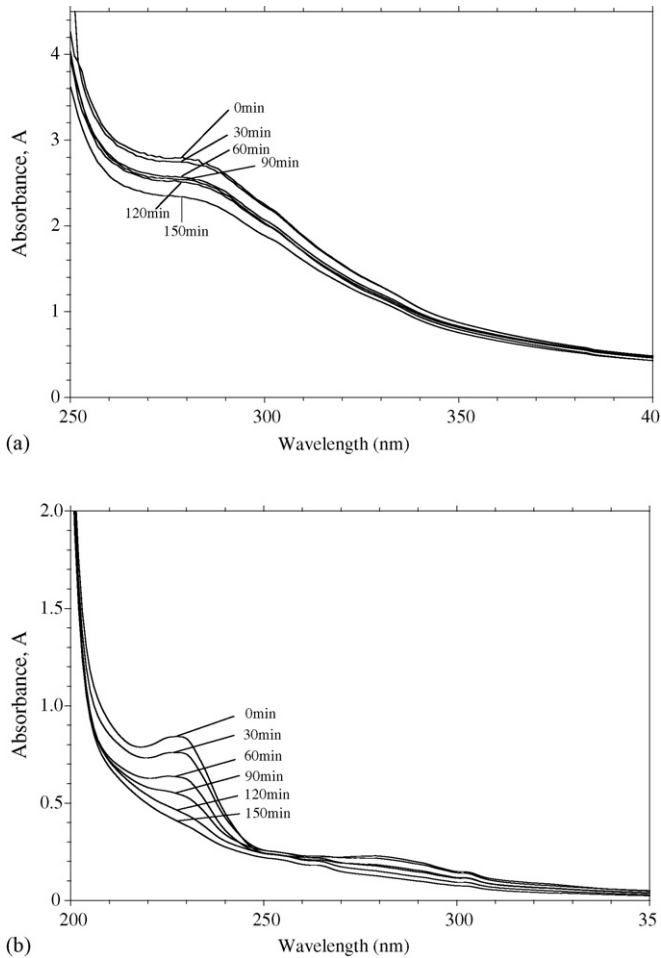 4
3
2
1
0
Absorbance, A
0min
30min
60min
90min
120min
150min
250 300 350 40
Wavelength (nm)
(a)
2.0
1.5
1.0
0.5
0
Absorbance, A
0min
30min
60min
90min
120min
150min
200 250 300 35
Wavelength (nm)
(b)